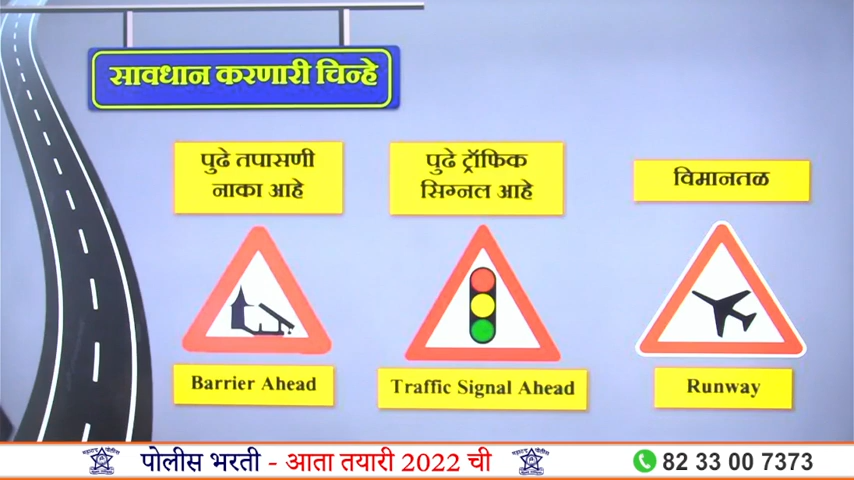 सावधान करणारी चिन्हे
पुढे तपासणी
नाका आहे
पुढे ट्रॅफिक
सिग्नल आहे
विमानतळ
Barrier Ahead
Traffic Signal Ahead
Runway
पोलीस भरती - आता तयारी 2022 ची
82 33 00 7373